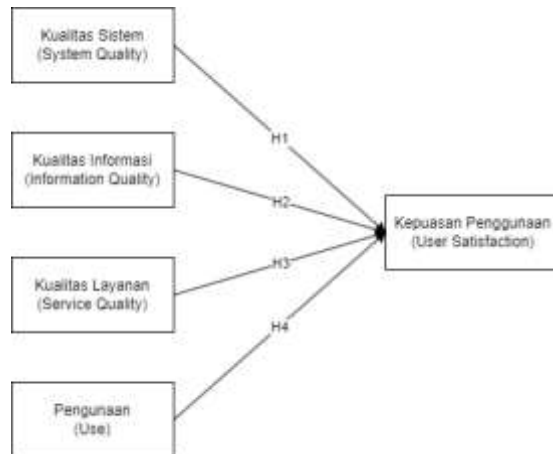 Kualitas Sistem
(System Quality)
H1
Kualitas Informasi
(Information Quality)
H2
Kepuasan Penggunaan
(User Satisfaction)
H3
Kualitas Layanan
(Service Quality)
H4
Pengunaan
(Use)